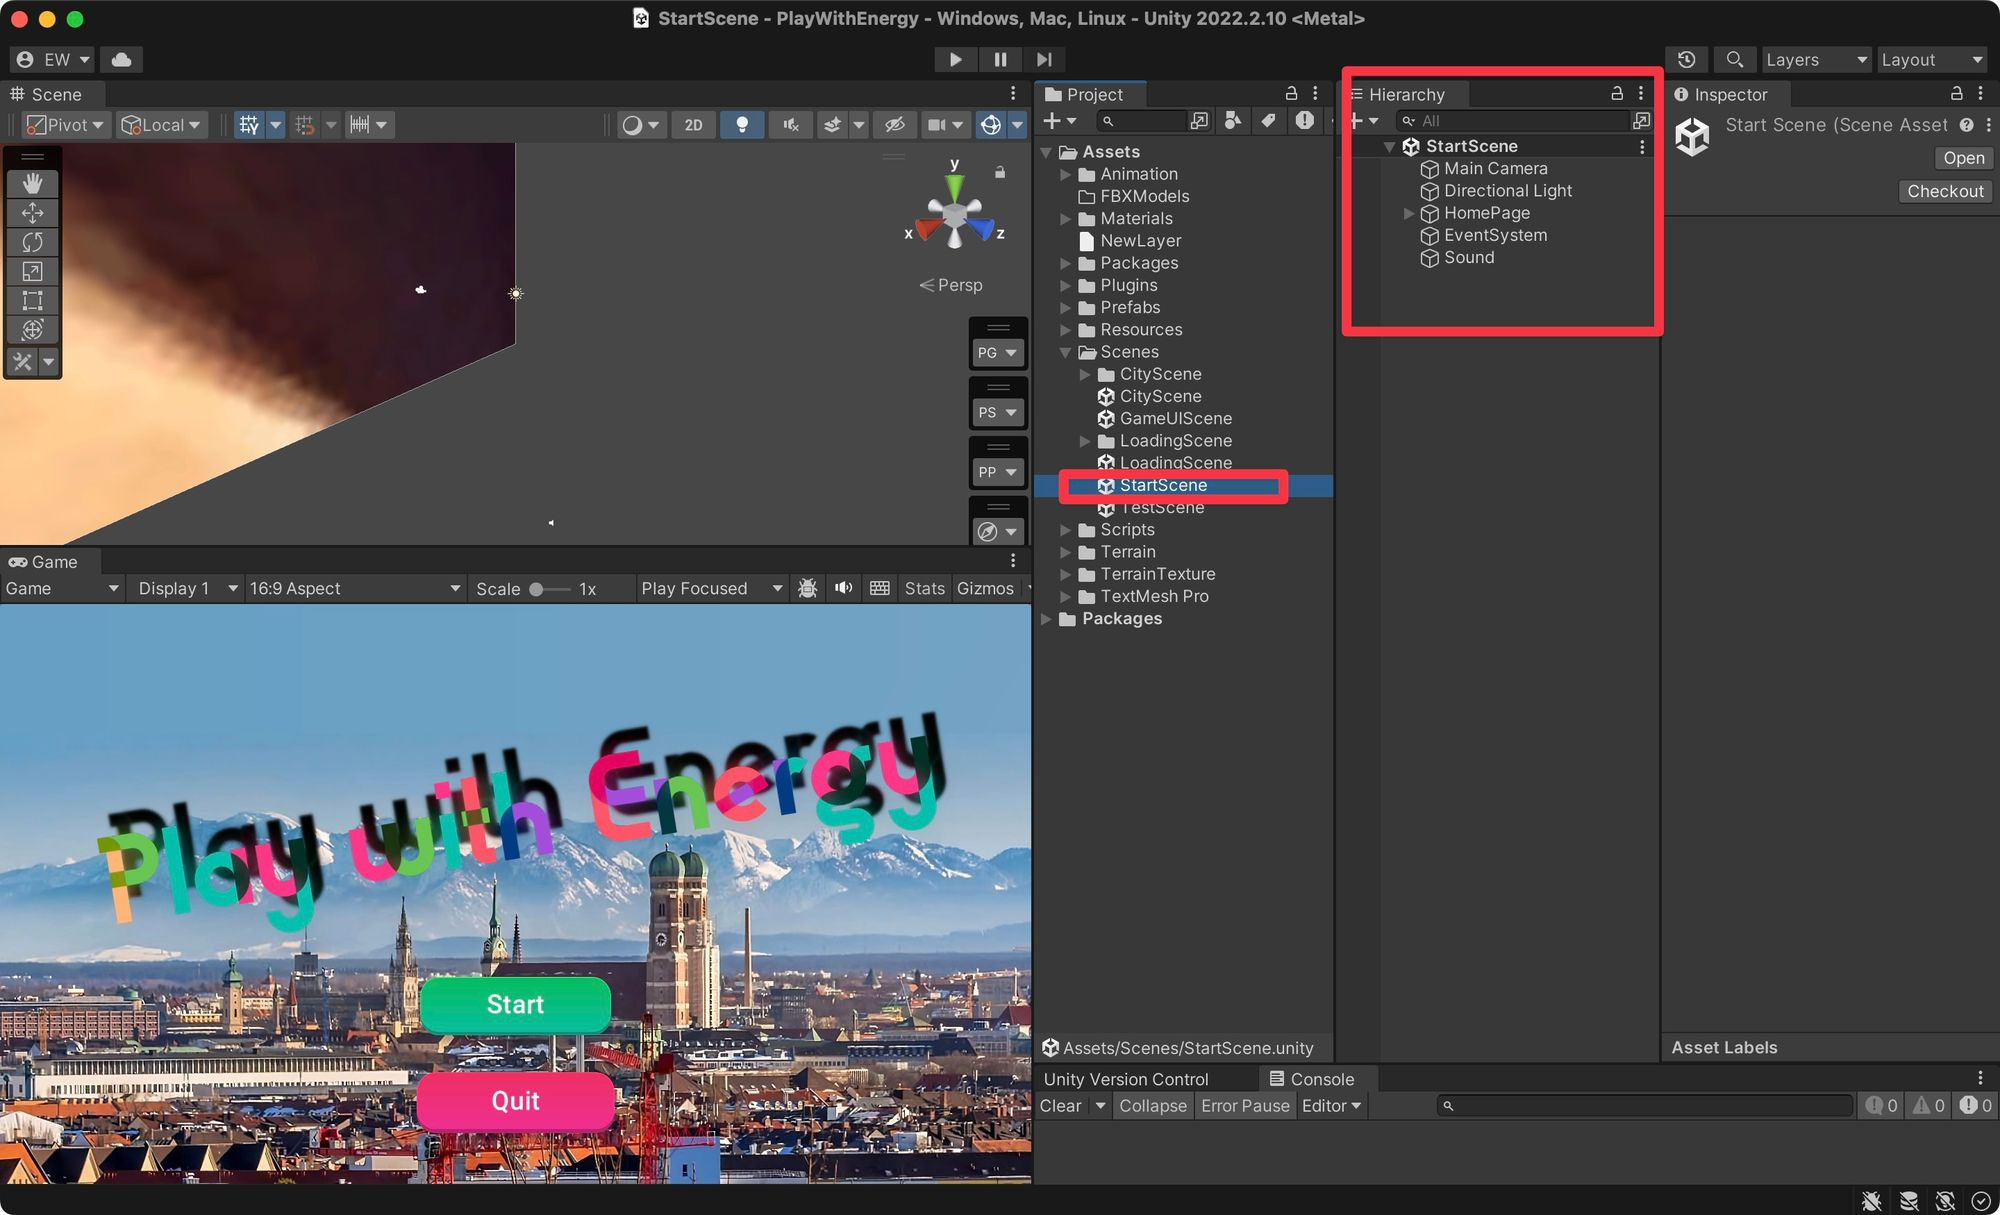 StartScene - PlayWithEnergy - Windows, Mac, Linux - Unity 2022.2.10 <Metal>
EW
Layers
Layout
Scene
Pivot
Local
2D
y
x
z
Persp
PG
PS
PP
Game
Game
Display 1
16:9 Aspect
Scale
1x
Play Focused
Stats
Gizmos
Play with Energy
Start
Quit
Project
Assets
Animation
FBXModels
Materials
NewLayer
Packages
Plugins
Prefabs
Resources
Scenes
CityScene
CityScene
GameUIScene
LoadingScene
LoadingScene
StartScene
TestScene
Scripts
Terrain
TerrainTexture
TextMesh Pro
Packages
Assets/Scenes/StartScene.unity
Hierarchy
All
StartScene
Main Camera
Directional Light
HomePage
EventSystem
Sound
Inspector
Start Scene (Scene Asset
Open
Checkout
Asset Labels
Unity Version Control
Console
Clear
Collapse
Error Pause
Editor
0
0
0